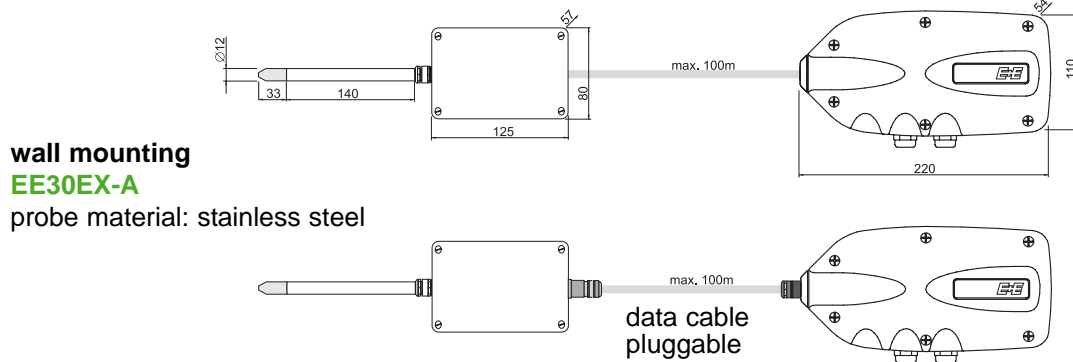 54
57
Ø12
max. 100m
E+E
110
33
140
80
125
220
wall mounting
EE30EX-A
probe material: stainless steel
max. 100m
E+E
data cable
pluggable